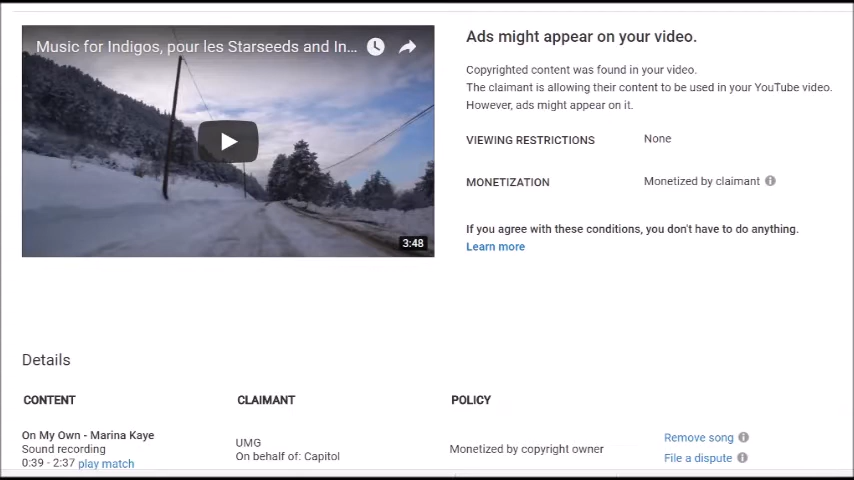 Music for Indigos, pour les Starseeds and In...
3:48
Ads might appear on your video.
Copyrighted content was found in your video.
The claimant is allowing their content to be used in your YouTube video.
However, ads might appear on it.
VIEWING RESTRICTIONS None
MONETIZATION Monetized by claimant
If you agree with these conditions, you don't have to do anything.
Learn more
Details
CONTENT CLAIMANT POLICY
On My Own - Marina Kaye
Sound recording
0:39 - 2:37 play match
UMG
On behalf of: Capitol
Monetized by copyright owner
Remove song
File a dispute